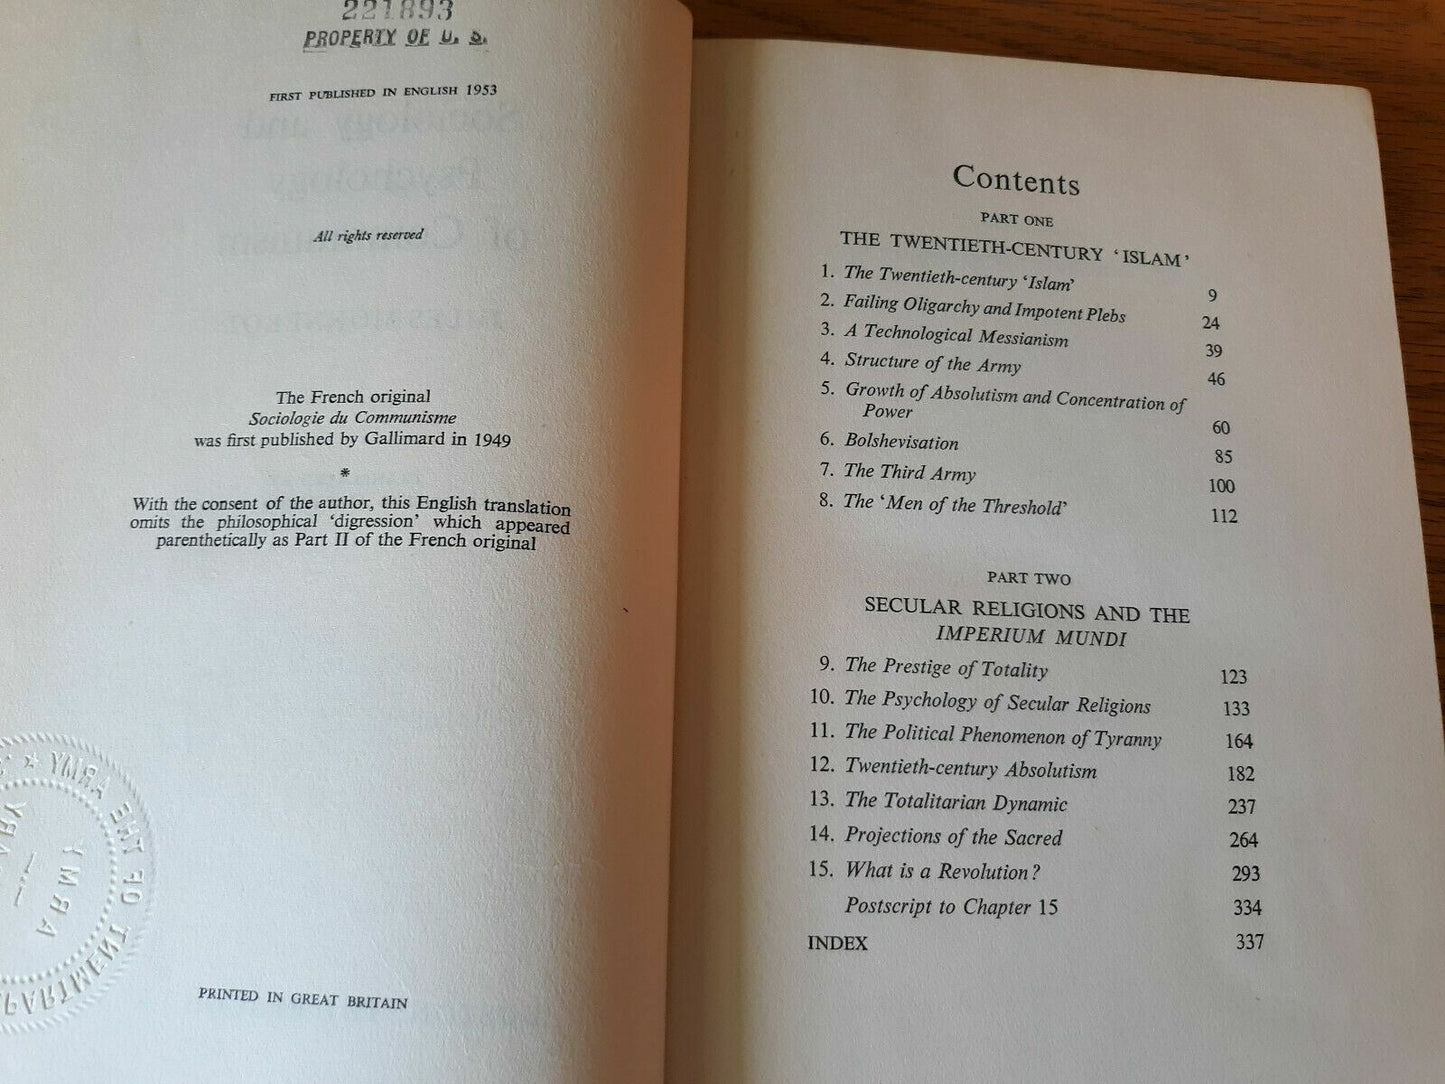 221893
PROPERTY OF U. S.
FIRST PUBLISHED IN ENGLISH 1953
All rights reserved
The French original
Sociologie du Communisme
was first published by Gallimard in 1949
*
With the consent of the author, this English translation
omits the philosophical 'digression' which appeared
parenthetically as Part II of the French original
PRINTED IN GREAT BRITAIN
Contents
PART ONE
THE TWENTIETH-CENTURY 'ISLAM'
1. The Twentieth-century 'Islam' 9
2. Failing Oligarchy and Impotent Plebs 24
3. A Technological Messianism 39
4. Structure of the Army 46
5. Growth of Absolutism and Concentration of
Power 60
6. Bolshevisation 85
7. The Third Army 100
8. The 'Men of the Threshold' 112
PART TWO
SECULAR RELIGIONS AND THE
IMPERIUM MUNDI
9. The Prestige of Totality 123
10. The Psychology of Secular Religions 133
11. The Political Phenomenon of Tyranny 164
12. Twentieth-century Absolutism 182
13. The Totalitarian Dynamic 237
14. Projections of the Sacred 264
15. What is a Revolution? 293
Postscript to Chapter 15 334
INDEX 337